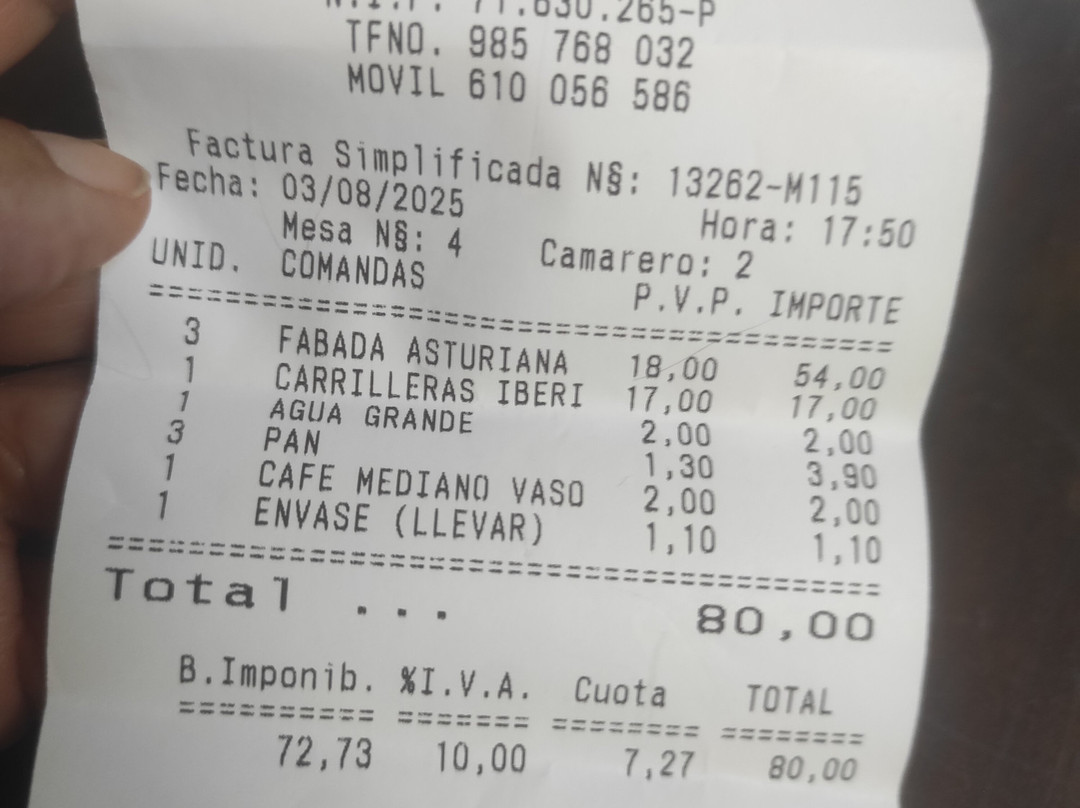 N.I.F. 71.630.265-P
TFNO. 985 768 032
MOVIL 610 056 586
Factura Simplificada N§: 13262-M115
Fecha: 03/08/2025 Hora: 17:50
Mesa N§: 4 Camarero: 2
UNID. COMANDAS P.V.P. IMPORTE
3 FABADA ASTURIANA 18,00 54,00
1 CARRILLERAS IBERI 17,00 17,00
1 AGUA GRANDE 2,00 2,00
3 PAN 1,30 3,90
1 CAFE MEDIANO VASO 2,00 2,00
1 ENVASE (LLEVAR) 1,10 1,10
Total ... 80,00
B.Imponib. %I.V.A. Cuota TOTAL
72,73 10,00 7,27 80,00